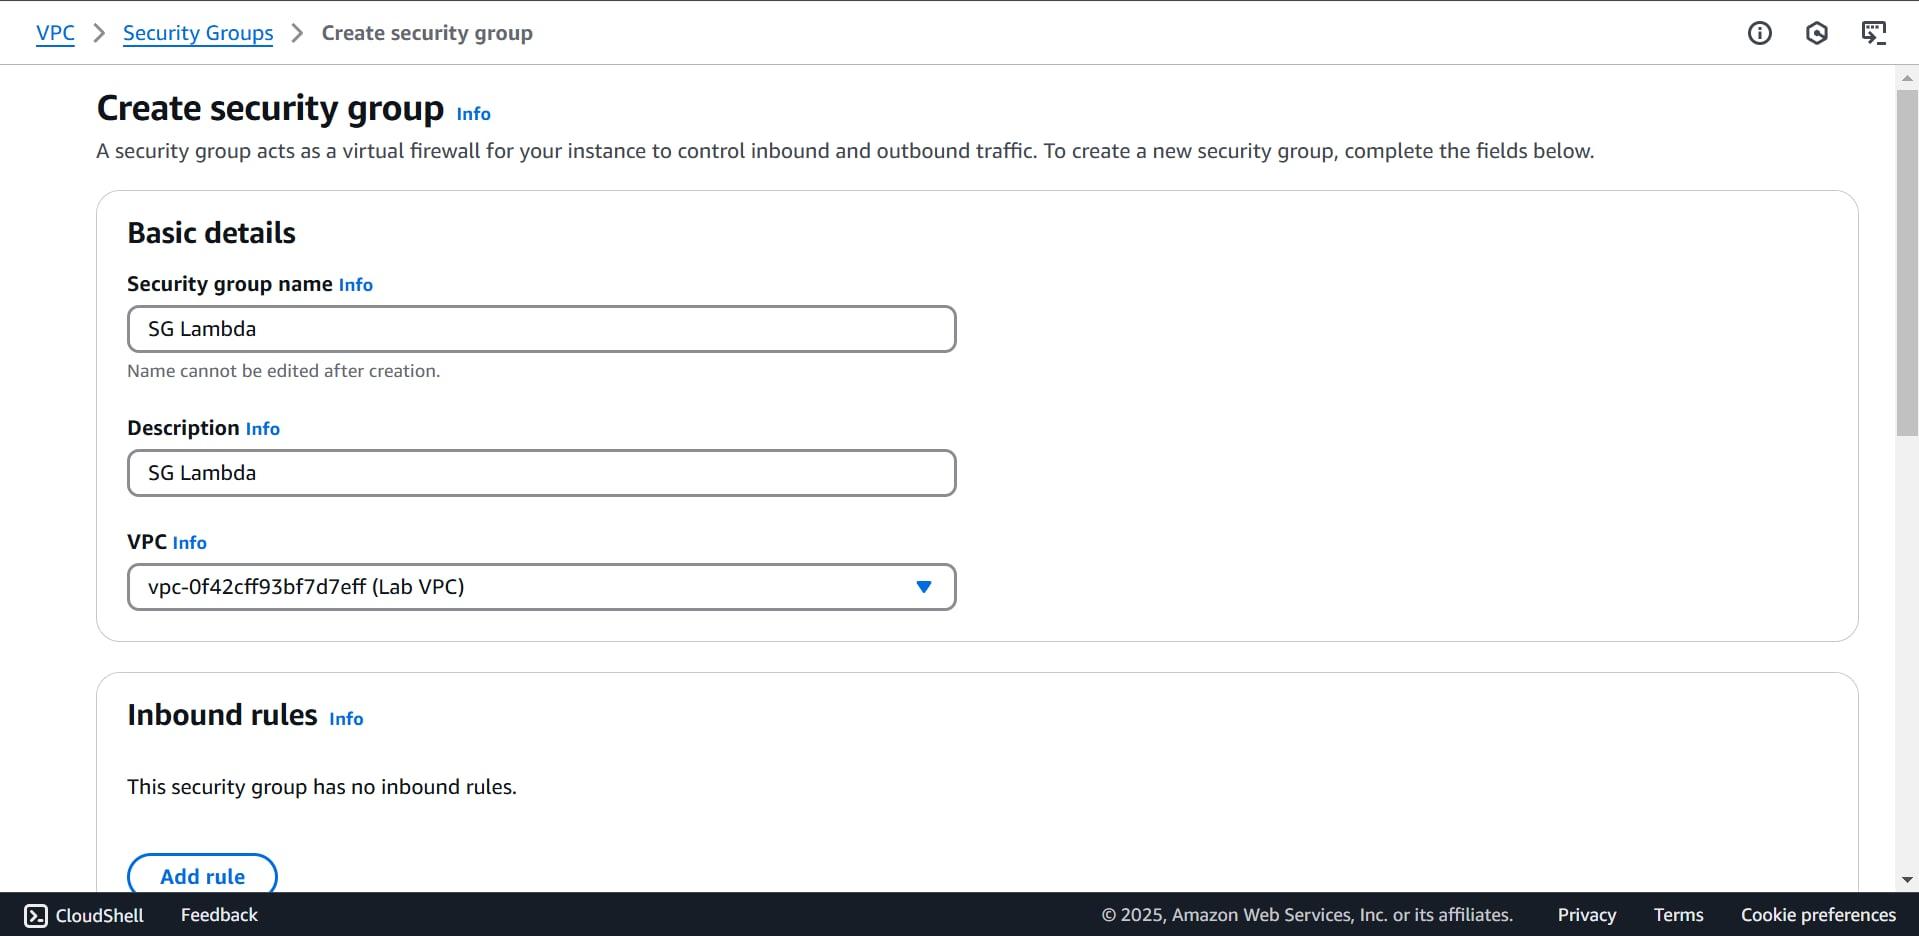 VPC > Security Groups > Create security group
Create security group Info
A security group acts as a virtual firewall for your instance to control inbound and outbound traffic. To create a new security group, complete the fields below.
Basic details
Security group name Info
SG Lambda
Name cannot be edited after creation.
Description Info
SG Lambda
VPC Info
vpc-0f42cff93bf7d7eff (Lab VPC)
Inbound rules Info
This security group has no inbound rules.
Add rule
CloudShell Feedback © 2025, Amazon Web Services, Inc. or its affiliates. Privacy Terms Cookie preferences